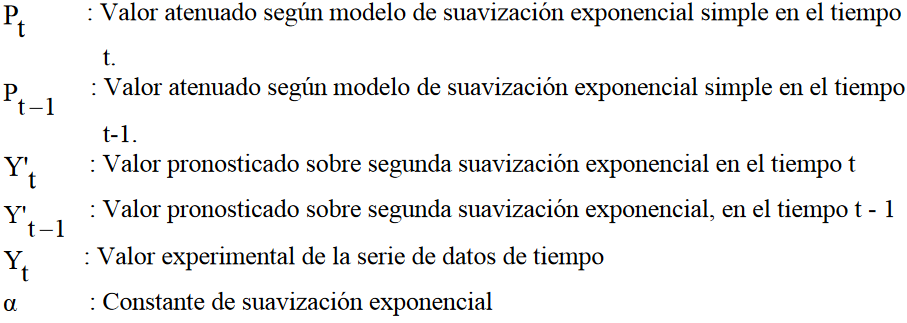 P_t : Valor atenuado según modelo de suavización exponencial simple en el tiempo
t.
P_{t−1} : Valor atenuado según modelo de suavización exponencial simple en el tiempo
t-1.
Y'_t : Valor pronosticado sobre segunda suavización exponencial en el tiempo t
Y'_{t−1} : Valor pronosticado sobre segunda suavización exponencial, en el tiempo t - 1
Y_t : Valor experimental de la serie de datos de tiempo
α : Constante de suavización exponencial